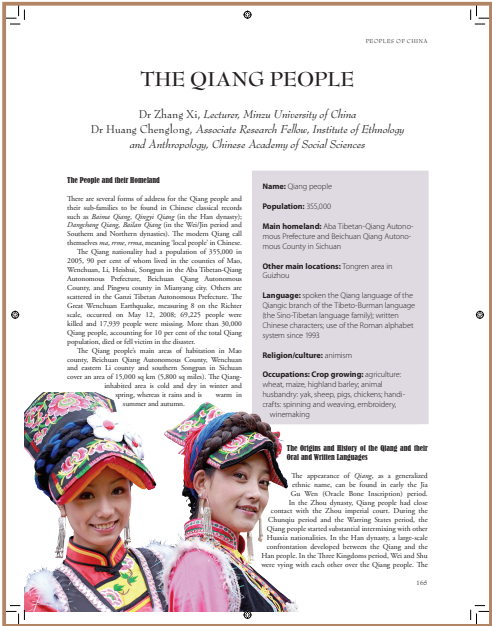 PEOPLES OF CHINA
THE QIANG PEOPLE
Dr Zhang Xi, Lecturer, Minzu University of China
Dr Huang Chenglong, Associate Research Fellow, Institute of Ethnology
and Anthropology, Chinese Academy of Social Sciences
The People and their Homeland
There are several forms of address for the Qiang people and
their sub-families to be found in Chinese classical records
such as Baima Qiang, Qingyi Qiang (in the Han dynasty);
Dangchang Qiang, Bailan Qiang (in the Wei/Jin period and
Southern and Northern dynasties). The modern Qiang call
themselves ma, rrme, rrma, meaning 'local people' in Chinese.
The Qiang nationality had a population of 355,000 in
2005, 90 per cent of whom lived in the counties of Mao,
Wenchuan, Li, Heishui, Songpan in the Aba Tibetan-Qiang
Autonomous Prefecture, Beichuan Qiang Autonomous
County, and Pingwu county in Mianyang city. Others are
scattered in the Ganzi Tibetan Autonomous Prefecture. The
Great Wenchuan Earthquake, measuring 8 on the Richter
scale, occurred on May 12, 2008; 69,225 people were
killed and 17,939 people were missing. More than 30,000
Qiang people, accounting for 10 per cent of the total Qiang
population, died or fell victim in the disaster.
The Qiang people's main areas of habitation in Mao
county, Beichuan Qiang Autonomous County, Wenchuan
and eastern Li county and southern Songpan in Sichuan
cover an area of 15,000 sq km (5,800 sq miles). The Qiang-
inhabited area is cold and dry in winter and
spring, whereas it rains and is warm in
summer and autumn.
Name: Qiang people
Population: 355,000
Main homeland: Aba Tibetan-Qiang Autono-
mous Prefecture and Beichuan Qiang Autono-
mous County in Sichuan
Other main locations: Tongren area in
Guizhou
Language: spoken the Qiang language of the
Qiangic branch of the Tibeto-Burman language
(the Sino-Tibetan language family); written
Chinese characters; use of the Roman alphabet
system since 1993
Religion/culture: animism
Occupations: Crop growing: agriculture:
wheat, maize, highland barley; animal
husbandry: yak, sheep, pigs, chickens; handi-
crafts: spinning and weaving, embroidery,
winemaking
The Origins and History of the Qiang and their
Oral and Written Languages
The appearance of Qiang, as a generalized
ethnic name, can be found in early the Jia
Gu Wen (Oracle Bone Inscription) period.
In the Zhou dynasty, Qiang people had close
contact with the Zhou imperial court. During the
Chunqiu period and the Warring States period, the
Qiang people started substantial intermixing with other
Huaxia nationalities. In the Han dynasty, a large-scale
confrontation developed between the Qiang and the
Han people. In the Three Kingdoms period, Wei and Shu
were vying with each other over the Qiang people. The
165